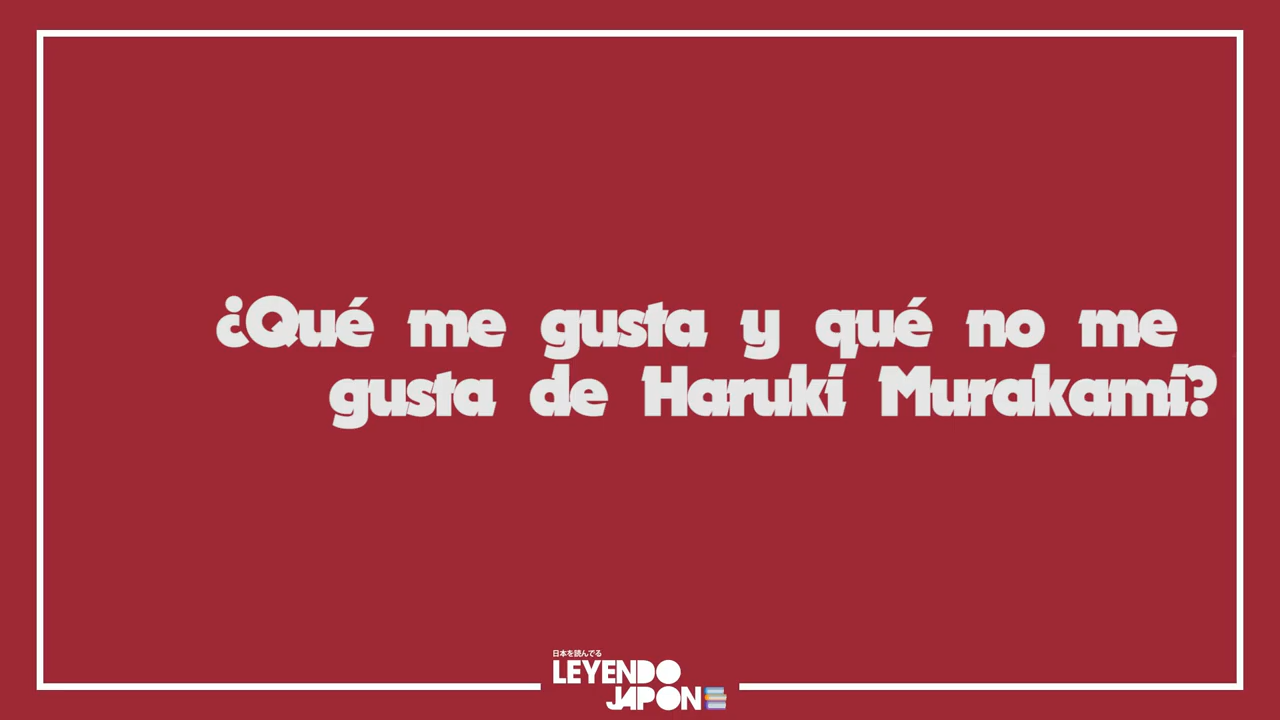 ¿Qué me gusta y qué no me
gusta de Haruki Murakami?
日本を読んでる
LEYENDO
JAPON